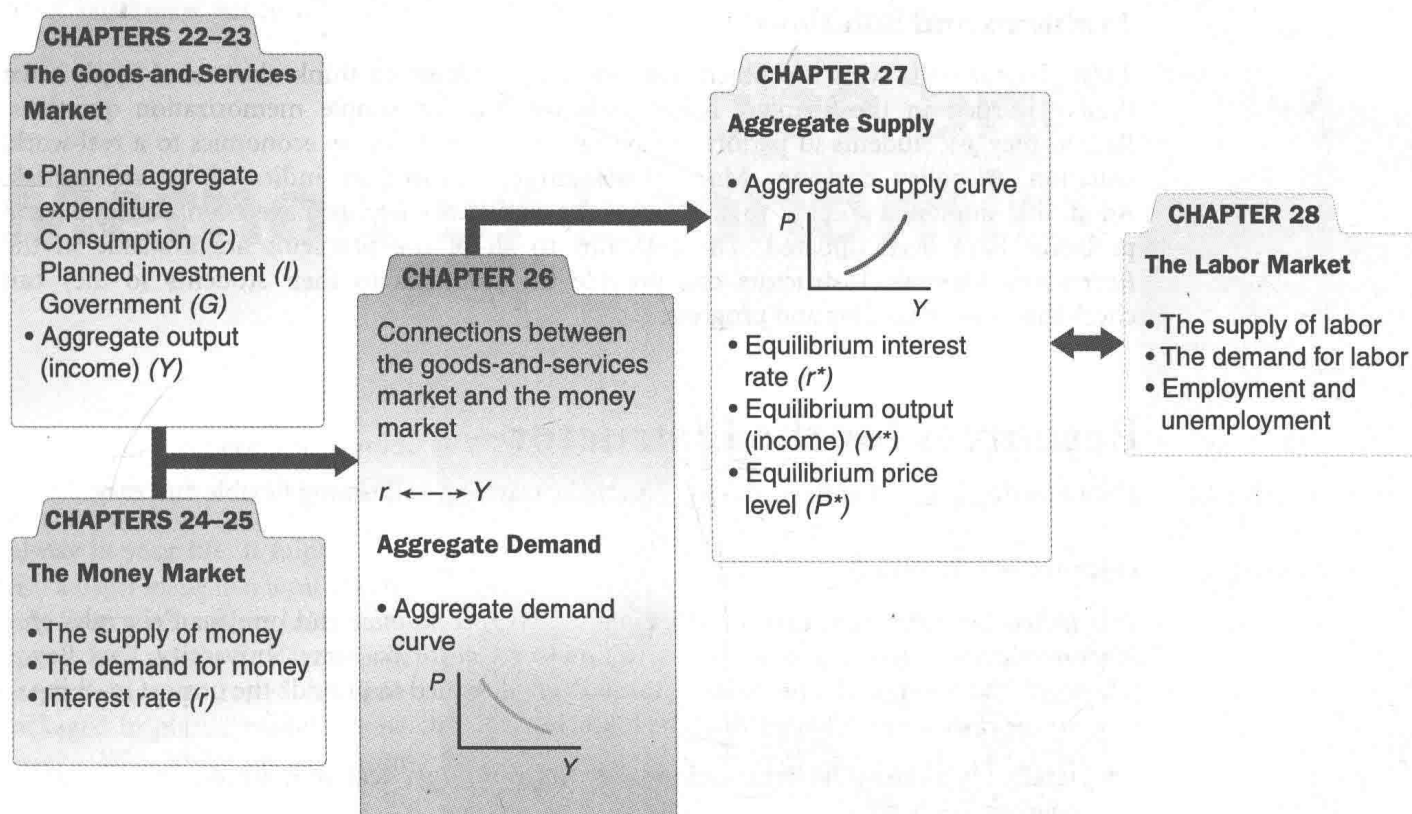 CHAPTERS 22–23
The Goods-and-Services
Market
• Planned aggregate
expenditure
Consumption (C)
Planned investment (I)
Government (G)
• Aggregate output
(income) (Y)
CHAPTERS 24–25
The Money Market
• The supply of money
• The demand for money
• Interest rate (r)
CHAPTER 26
Connections between
the goods-and-services
market and the money
market
r ←--→ Y
Aggregate Demand
• Aggregate demand
curve
P
Y
CHAPTER 27
Aggregate Supply
• Aggregate supply curve
P
Y
• Equilibrium interest
rate (r*)
• Equilibrium output
(income) (Y*)
• Equilibrium price
level (P*)
CHAPTER 28
The Labor Market
• The supply of labor
• The demand for labor
• Employment and
unemployment